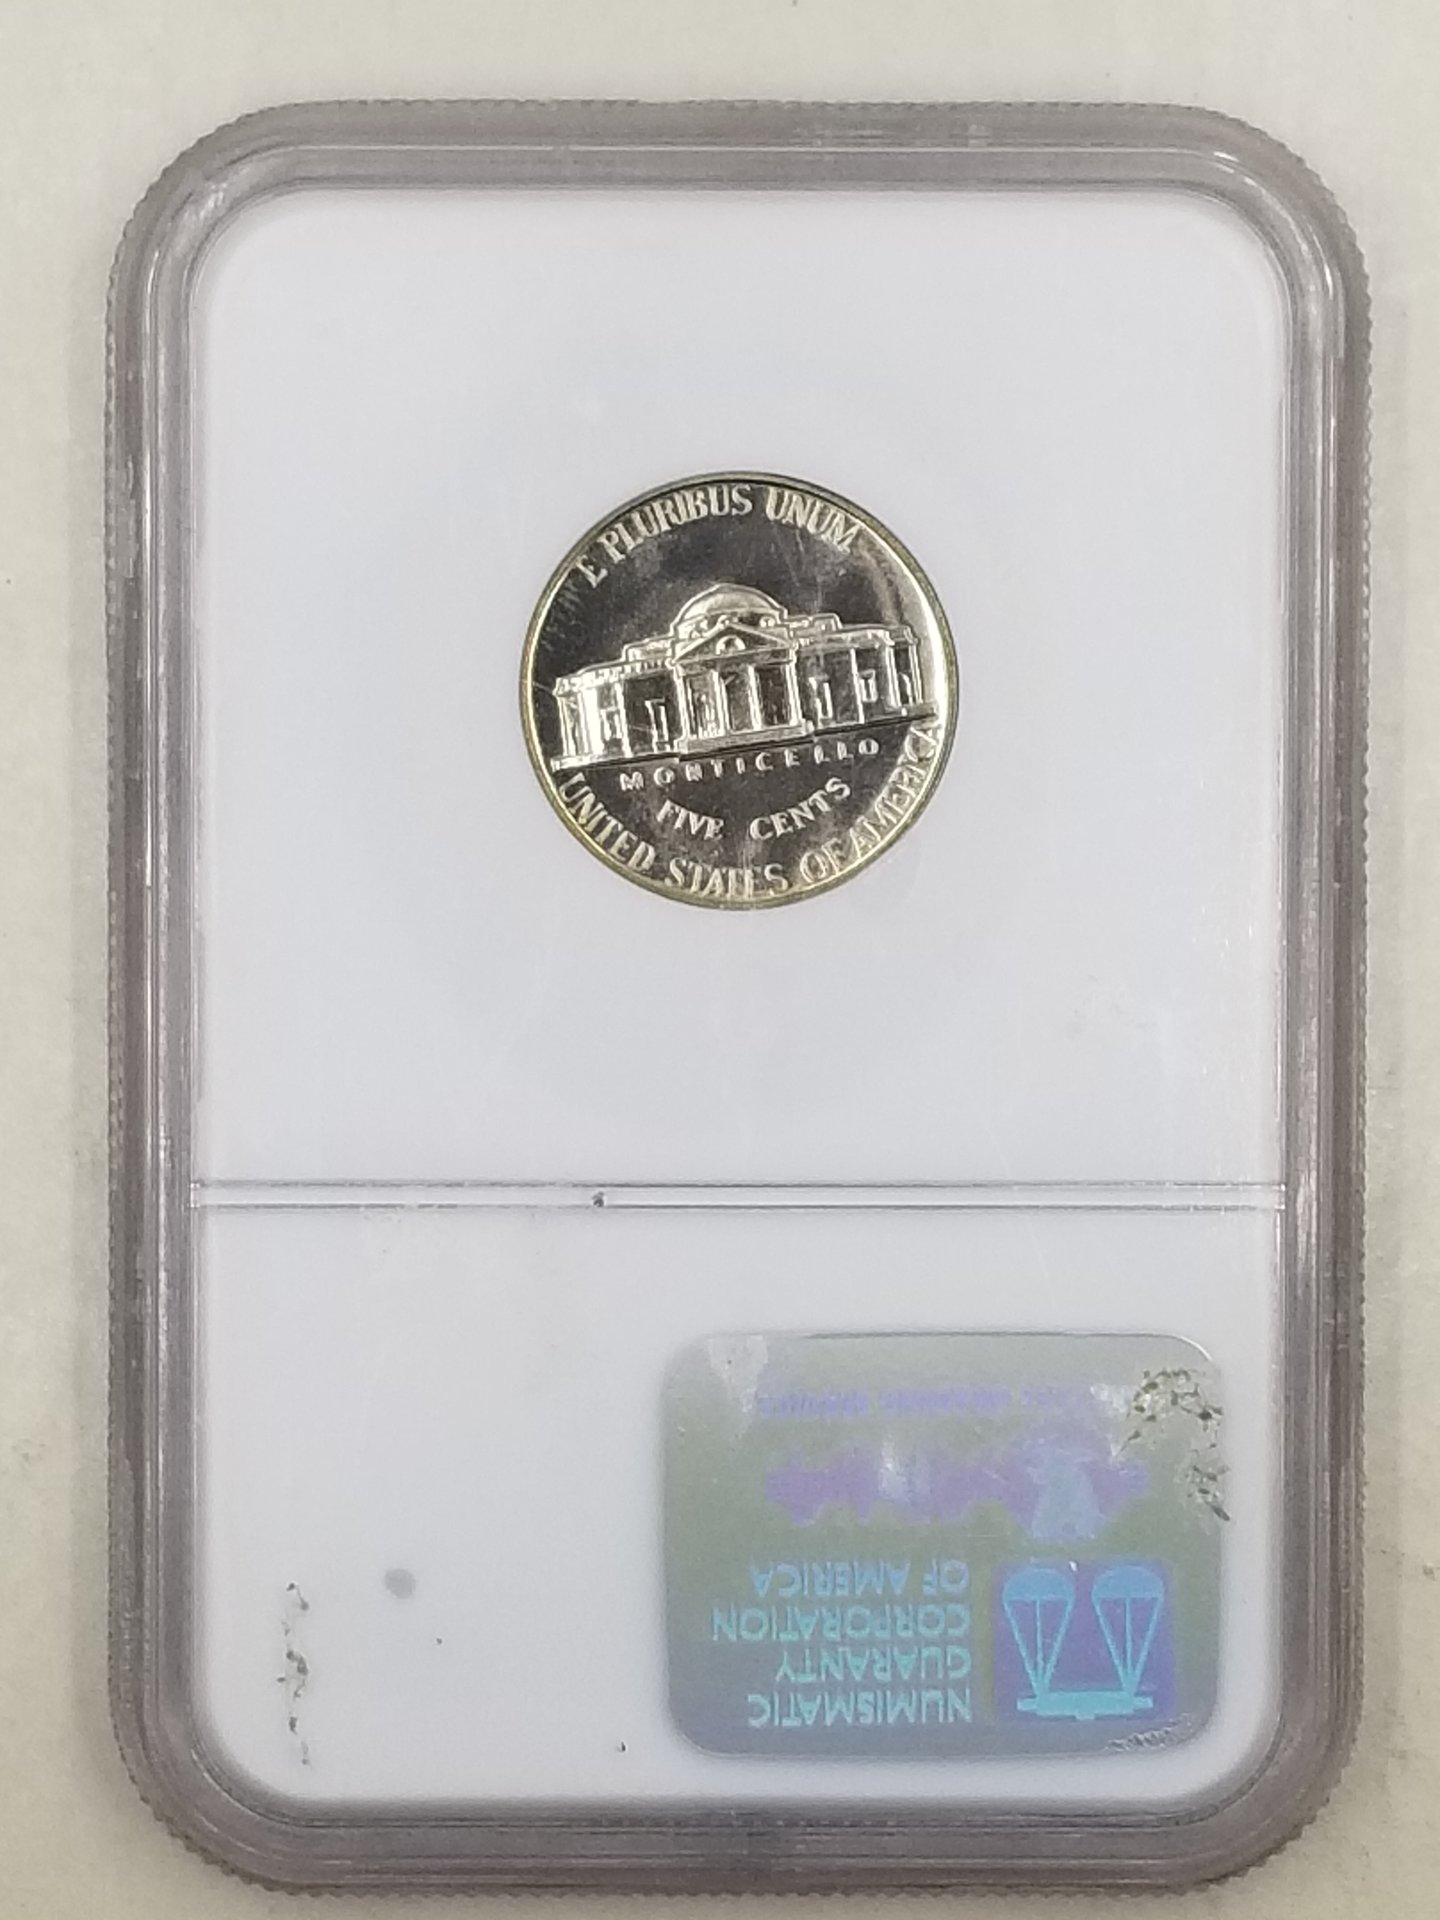 E PLURIBUS UNUM
MONTICELLO
FIVE CENTS
UNITED STATES OF AMERICA
NUMISMATIC
GUARANTY
CORPORATION
OF AMERICA